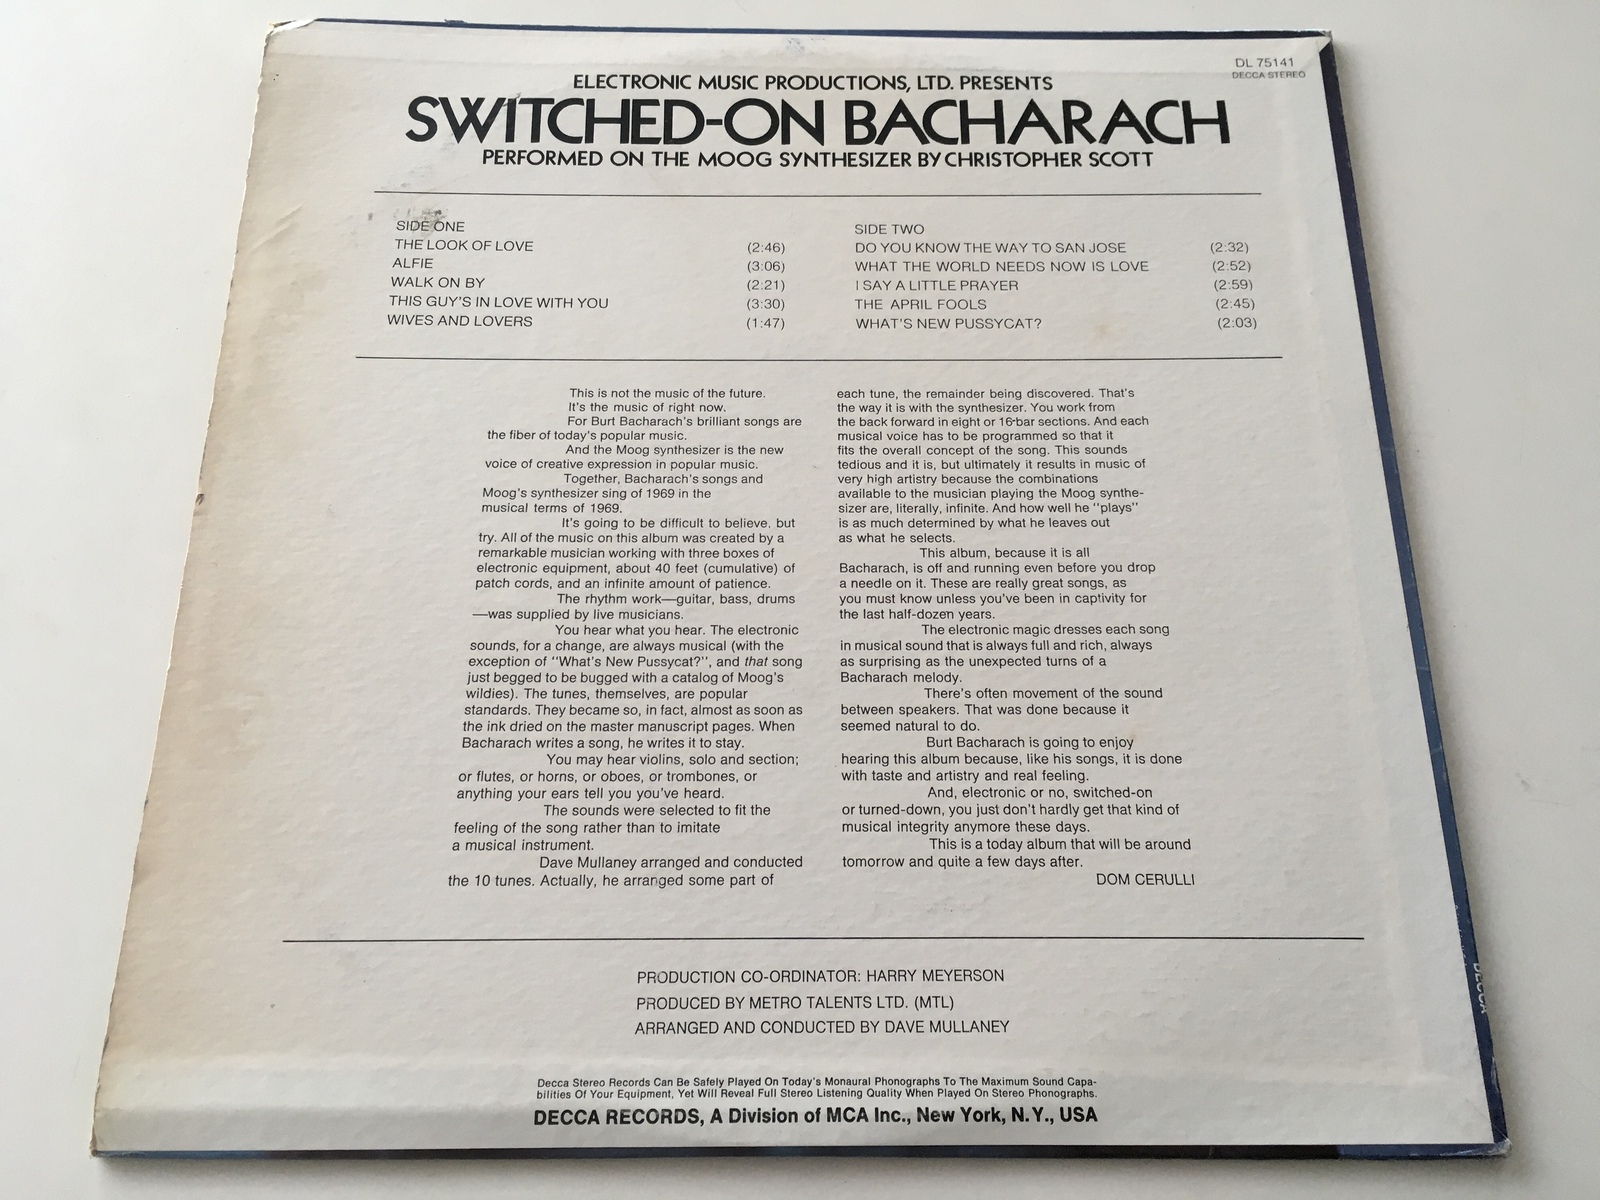 DL 75141
DECCA STEREO
ELECTRONIC MUSIC PRODUCTIONS, LTD. PRESENTS
SWITCHED-ON BACHARACH
PERFORMED ON THE MOOG SYNTHESIZER BY CHRISTOPHER SCOTT
SIDE ONE
THE LOOK OF LOVE (2:46)
ALFIE (3:06)
WALK ON BY (2:21)
THIS GUY'S IN LOVE WITH YOU (3:30)
WIVES AND LOVERS (1:47)
SIDE TWO
DO YOU KNOW THE WAY TO SAN JOSE (2:32)
WHAT THE WORLD NEEDS NOW IS LOVE (2:52)
I SAY A LITTLE PRAYER (2:59)
THE APRIL FOOLS (2:45)
WHAT'S NEW PUSSYCAT? (2:03)
This is not the music of the future.
It's the music of right now.
For Burt Bacharach's brilliant songs are
the fiber of today's popular music.
And the Moog synthesizer is the new
voice of creative expression in popular music.
Together, Bacharach's songs and
Moog's synthesizer sing of 1969 in the
musical terms of 1969.
It's going to be difficult to believe. but
try. All of the music on this album was created by a
remarkable musician working with three boxes of
electronic equipment, about 40 feet (cumulative) of
patch cords, and an infinite amount of patience.
The rhythm work—guitar, bass, drums
—was supplied by live musicians.
You hear what you hear. The electronic
sounds, for a change, are always musical (with the
exception of "What's New Pussycat?", and that song
just begged to be bugged with a catalog of Moog's
wildies). The tunes, themselves, are popular
standards. They became so, in fact, almost as soon as
the ink dried on the master manuscript pages. When
Bacharach writes a song, he writes it to stay.
You may hear violins, solo and section;
or flutes, or horns, or oboes, or trombones, or
anything your ears tell you you've heard.
The sounds were selected to fit the
feeling of the song rather than to imitate
a musical instrument.
Dave Mullaney arranged and conducted
the 10 tunes. Actually, he arranged some part of
each tune, the remainder being discovered. That's
the way it is with the synthesizer. You work from
the back forward in eight or 16-bar sections. And each
musical voice has to be programmed so that it
fits the overall concept of the song. This sounds
tedious and it is, but ultimately it results in music of
very high artistry because the combinations
available to the musician playing the Moog synthe-
sizer are, literally, infinite. And how well he "plays"
is as much determined by what he leaves out
as what he selects.
This album, because it is all
Bacharach, is off and running even before you drop
a needle on it. These are really great songs, as
you must know unless you've been in captivity for
the last half-dozen years.
The electronic magic dresses each song
in musical sound that is always full and rich, always
as surprising as the unexpected turns of a
Bacharach melody.
There's often movement of the sound
between speakers. That was done because it
seemed natural to do.
Burt Bacharach is going to enjoy
hearing this album because, like his songs, it is done
with taste and artistry and real feeling.
And, electronic or no, switched-on
or turned-down, you just don't hardly get that kind of
musical integrity anymore these days.
This is a today album that will be around
tomorrow and quite a few days after.
DOM CERULLI
PRODUCTION CO-ORDINATOR: HARRY MEYERSON
PRODUCED BY METRO TALENTS LTD. (MTL)
ARRANGED AND CONDUCTED BY DAVE MULLANEY
Decca Stereo Records Can Be Safely Played On Today's Monaural Phonographs To The Maximum Sound Capa-
bilities Of Your Equipment, Yet Will Reveal Full Stereo Listening Quality When Played On Stereo Phonographs.
DECCA RECORDS, A Division of MCA Inc., New York, N.Y., USA
DECCA